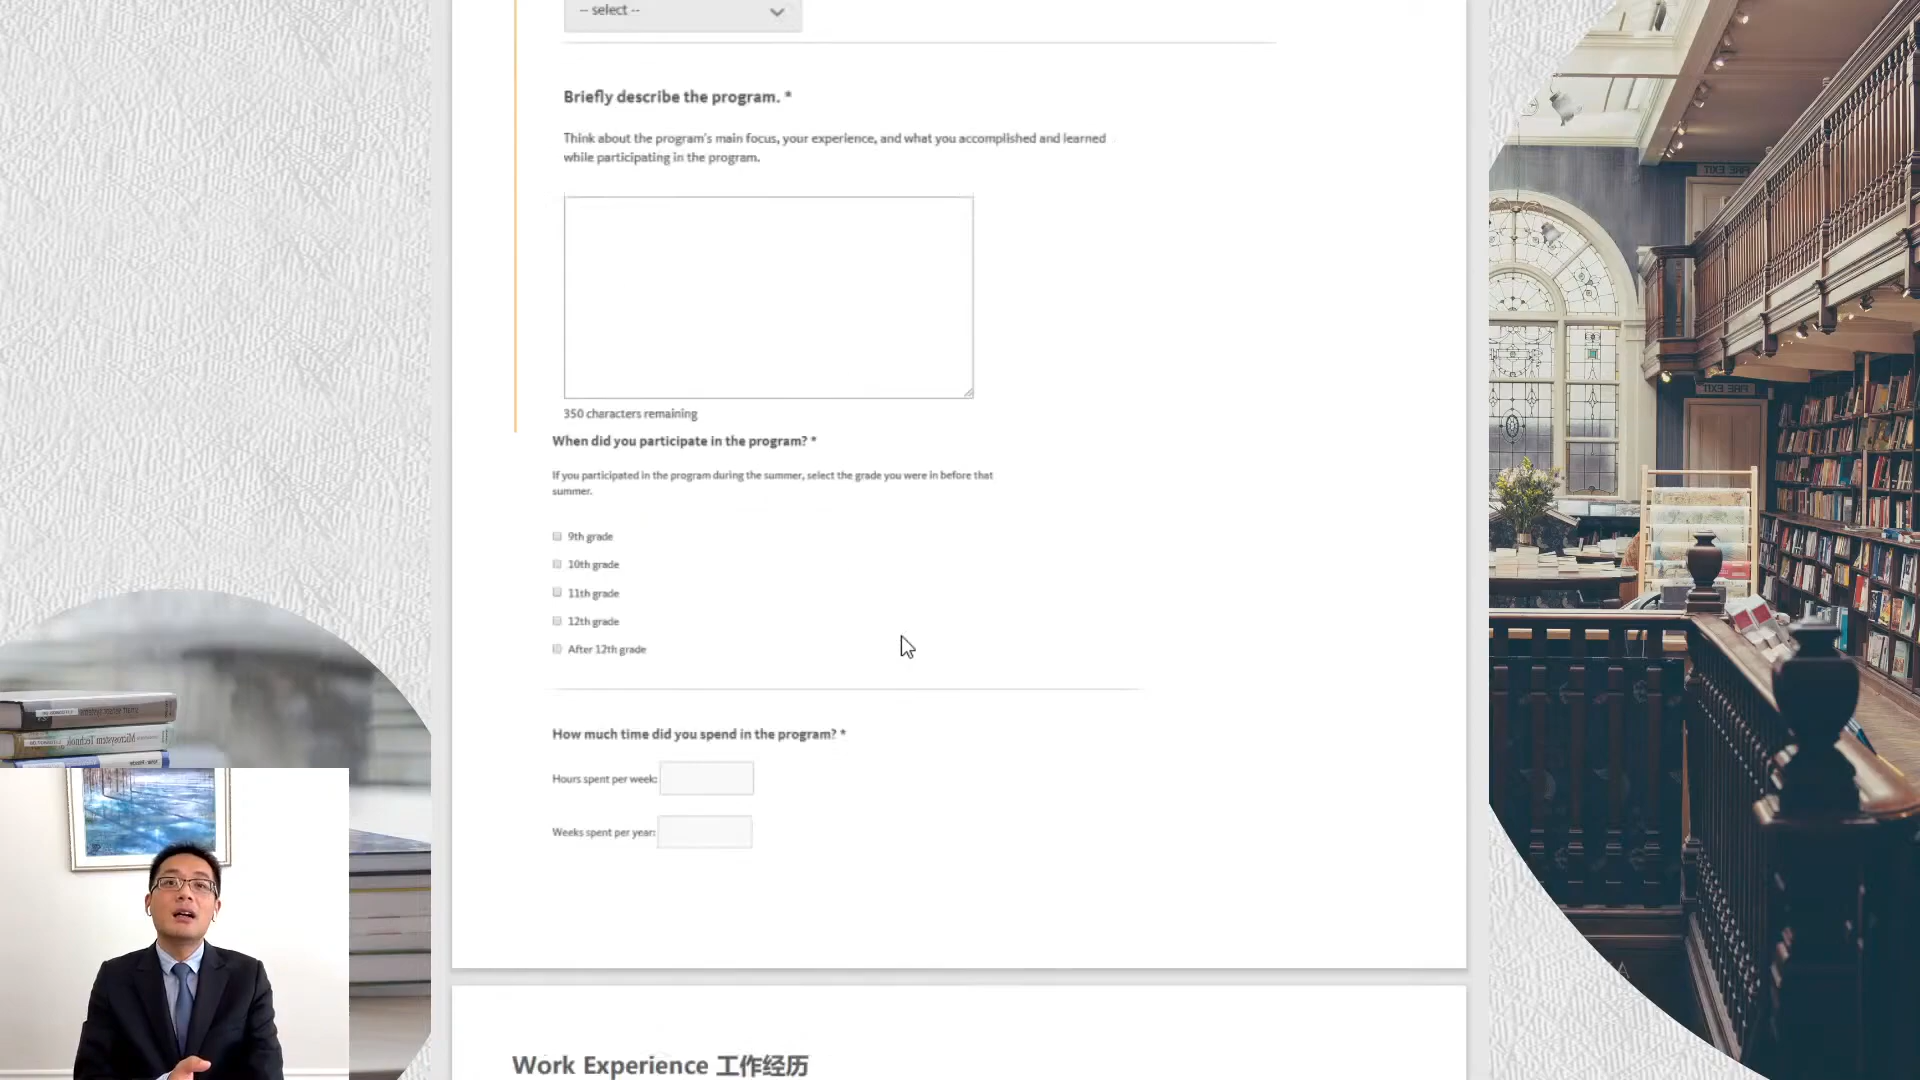 -- select --
Briefly describe the program. *
Think about the program's main focus, your experience, and what you accomplished and learned
while participating in the program.
350 characters remaining
When did you participate in the program? *
If you participated in the program during the summer, select the grade you were in before that
summer.
9th grade
10th grade
11th grade
12th grade
After 12th grade
How much time did you spend in the program? *
Hours spent per week:
Weeks spent per year:
Work Experience 工作经历
FIRE EXIT
EXIT